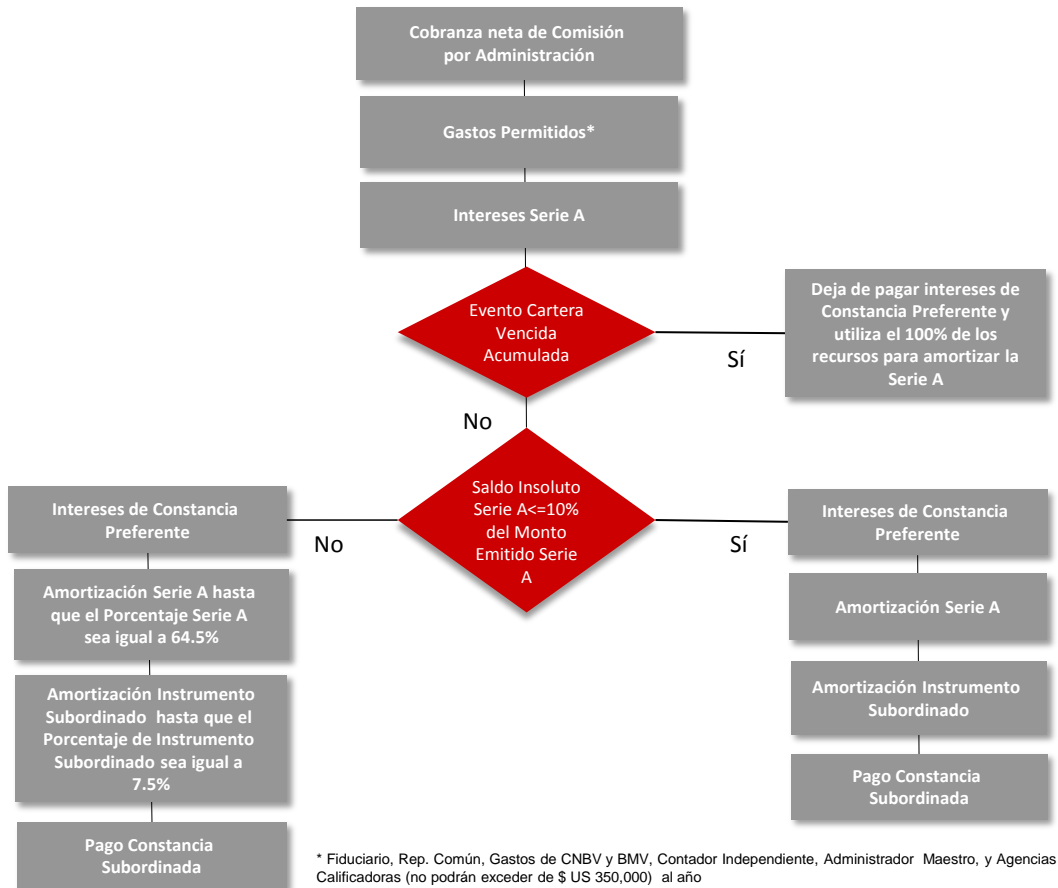 Cobranza neta de Comisión
por Administración
Gastos Permitidos*
Intereses Serie A
Evento Cartera
Vencida
Acumulada
Sí
Deja de pagar intereses de
Constancia Preferente y
utiliza el 100% de los
recursos para amortizar la
Serie A
No
Saldo Insoluto
Serie A<=10%
del Monto
Emitido Serie
A
No
Sí
Intereses de Constancia
Preferente
Amortización Serie A hasta
que el Porcentaje Serie A
sea igual a 64.5%
Amortización Instrumento
Subordinado hasta que el
Porcentaje de Instrumento
Subordinado sea igual a
7.5%
Pago Constancia
Subordinada
Intereses de Constancia
Preferente
Amortización Serie A
Amortización Instrumento
Subordinado
Pago Constancia
Subordinada
* Fiduciario, Rep. Común, Gastos de CNBV y BMV, Contador Independiente, Administrador Maestro, y Agencias
Calificadoras (no podrán exceder de $ US 350,000) al año